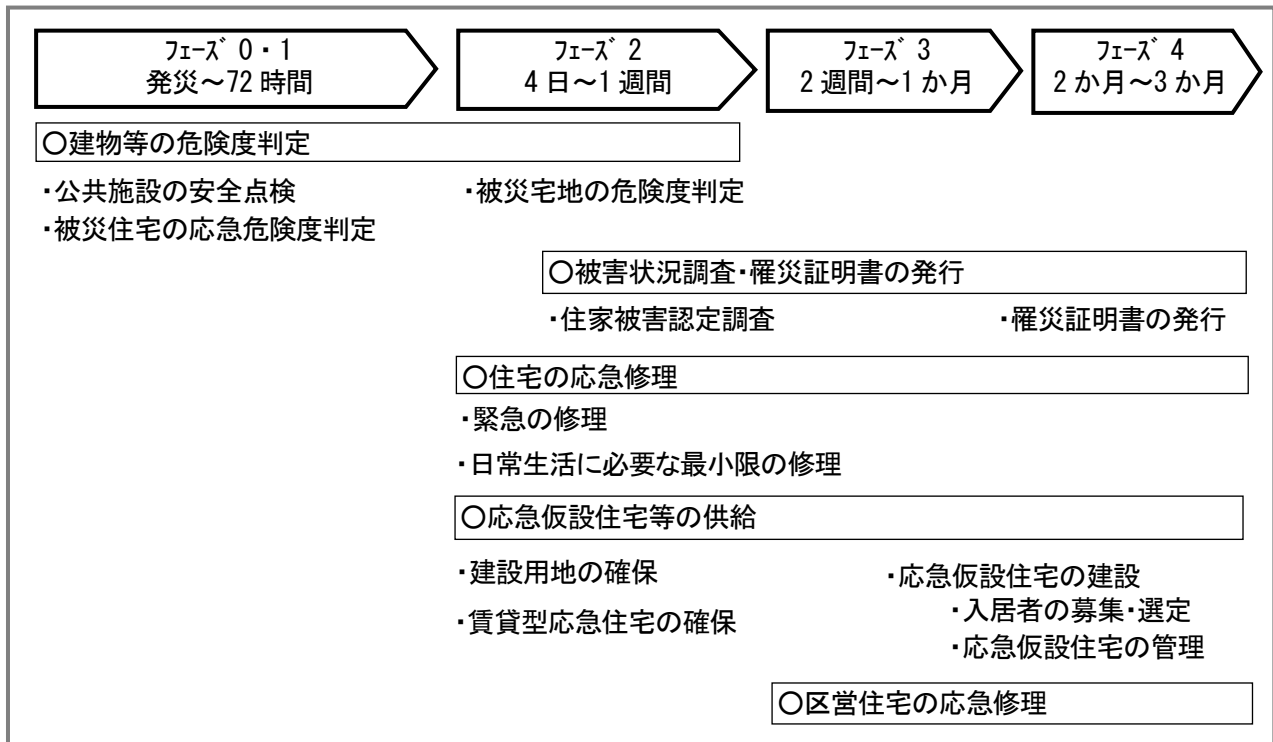 ﾌｪｰｽﾞ 0・1
発災～72 時間
ﾌｪｰｽﾞ 2
4 日～1 週間
ﾌｪｰｽﾞ 3
2 週間～1 か月
ﾌｪｰｽﾞ 4
2 か月～3 か月
〇建物等の危険度判定
・公共施設の安全点検
・被災宅地の危険度判定
・被災住宅の応急危険度判定
〇被害状況調査・罹災証明書の発行
・住家被害認定調査
・罹災証明書の発行
〇住宅の応急修理
・緊急の修理
・日常生活に必要な最小限の修理
〇応急仮設住宅等の供給
・建設用地の確保
・賃貸型応急住宅の確保
・応急仮設住宅の建設
・入居者の募集・選定
・応急仮設住宅の管理
〇区営住宅の応急修理